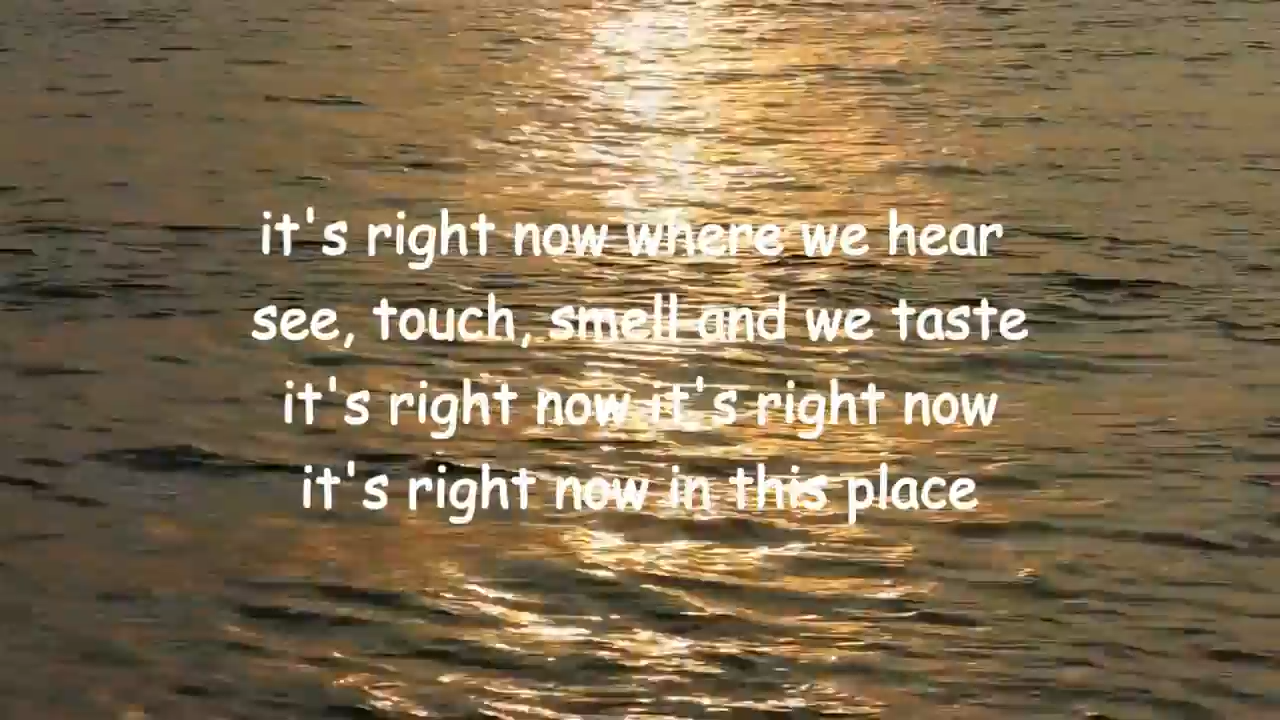 it's right now where we hear
see, touch, smell and we taste
it's right now it's right now
it's right now in this place